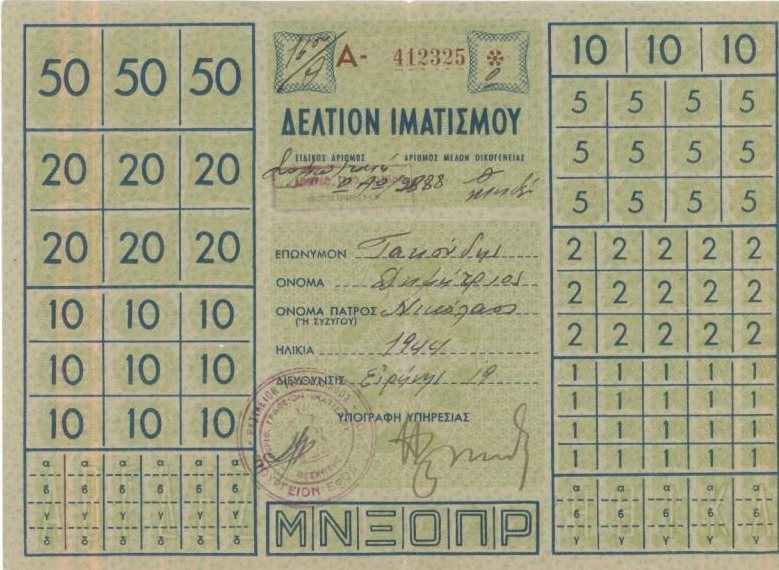 50 50 50
20 20 20
20 20 20
10 10 10
10 10 10
10 10 10
α α α α α α
β β β β β β
γ γ γ γ γ γ
δ δ δ δ δ δ
Α- 412325 *
ΔΕΛΤΙΟΝ ΙΜΑΤΙΣΜΟΥ
ΕΙΔΙΚΟΣ ΑΡΙΘΜΟΣ ΑΡΙΘΜΟΣ ΜΕΛΩΝ ΟΙΚΟΓΕΝΕΙΑΣ
ΕΠΩΝΥΜΟΝ
ΟΝΟΜΑ Δημήτριος
ΟΝΟΜΑ ΠΑΤΡΟΣ Νικόλαος
("Η ΣΥΖΥΓΟΥ)
ΗΛΙΚΙΑ 1944
ΔΙΕΥΘΥΝΣΙΣ Ειρήνης 19
ΥΠΟΓΡΑΦΗ ΥΠΗΡΕΣΙΑΣ
ΜΝΞΟΠΡ
10 10 10
5 5 5 5
5 5 5 5
5 5 5 5
2 2 2 2 2
2 2 2 2 2
2 2 2 2 2
1 1 1 1 1
1 1 1 1 1
1 1 1 1 1
1 1 1 1 1
α α α α α
β β β β β
γ γ γ γ γ
δ δ δ δ δ